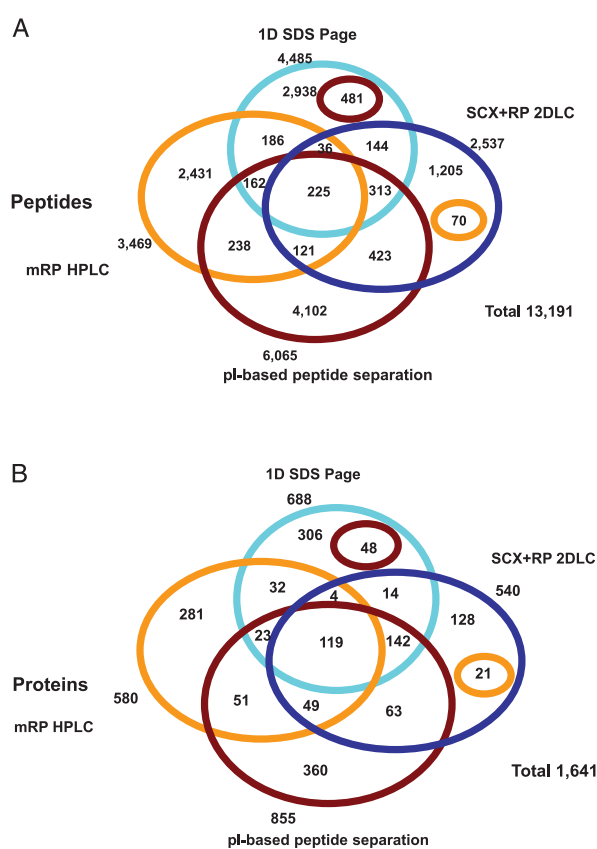 A
1D SDS Page
4,485
2,938
481
SCX+RP 2DLC
2,537
186
36
144
1,205
2,431
162
225
313
Peptides
70
3,469
238
121
423
mRP HPLC
4,102
Total 13,191
6,065
pI-based peptide separation
B
1D SDS Page
688
306
48
SCX+RP 2DLC
540
32
4
14
281
128
23
119
142
Proteins
21
580
51
49
63
mRP HPLC
360
Total 1,641
855
pI-based peptide separation